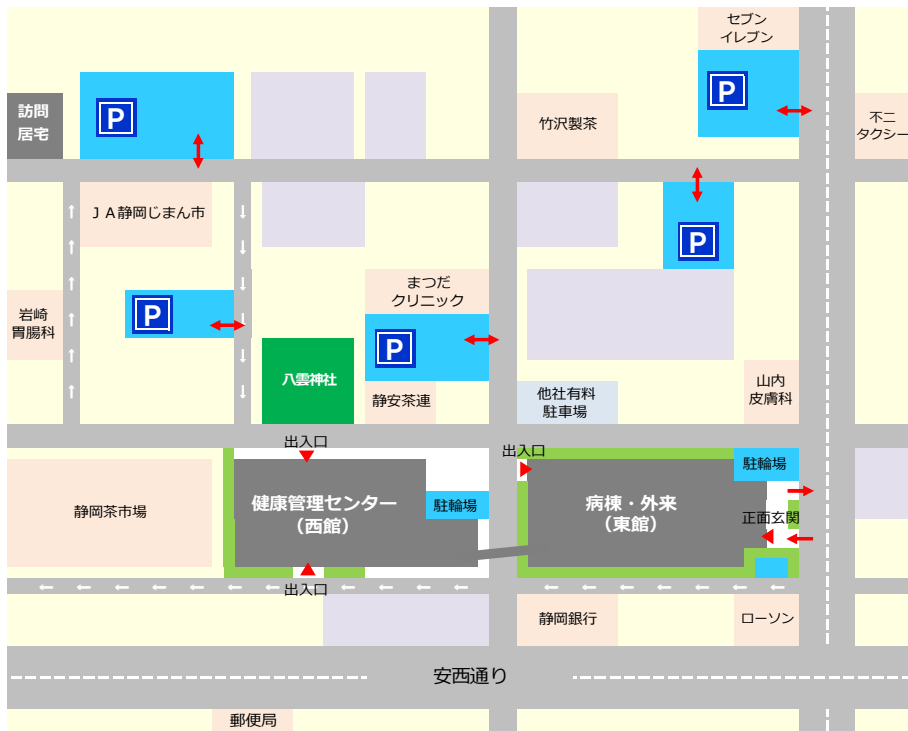 セブン
イレブン
P
P
訪問
居宅
竹沢製茶
不二
タクシー
ＪＡ静岡じまん市
P
まつだ
クリニック
岩崎
胃腸科
P
P
八雲神社
静安茶連
他社有料
駐車場
山内
皮膚科
出入口
出入口
駐輪場
静岡茶市場
健康管理センター
（西館）
駐輪場
病棟・外来
（東館）
正面玄関
出入口
静岡銀行
ローソン
安西通り
郵便局